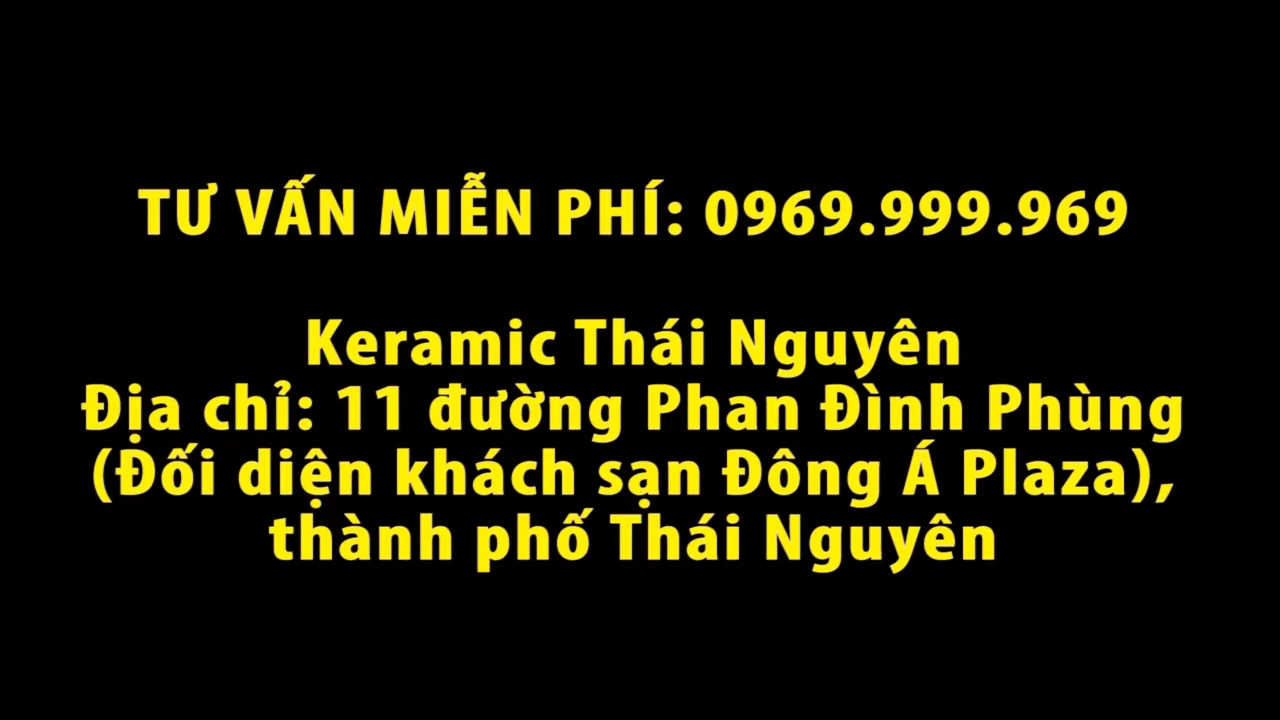 TƯ VẤN MIỄN PHÍ: 0969.999.969
Keramic Thái Nguyên
Địa chỉ: 11 đường Phan Đình Phùng
(Đối diện khách sạn Đông Á Plaza),
thành phố Thái Nguyên